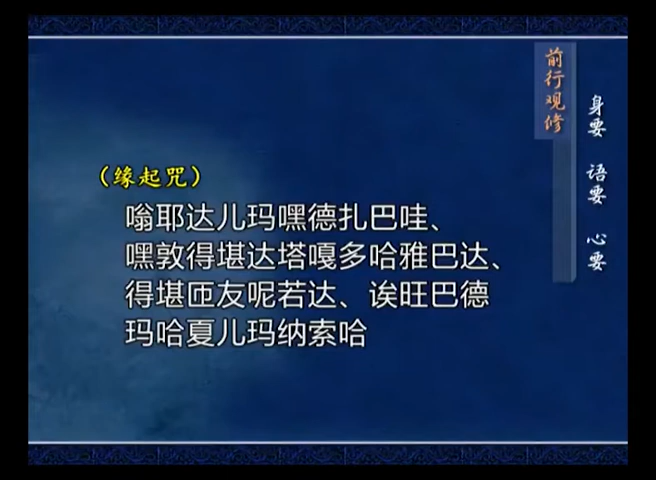 前行观修
身要 语要 心要
（缘起咒）
嗡耶达儿玛嘿德扎巴哇、
嘿敦得堪达塔嘎多哈雅巴达、
得堪匝友呢若达、诶旺巴德
玛哈夏儿玛纳索哈